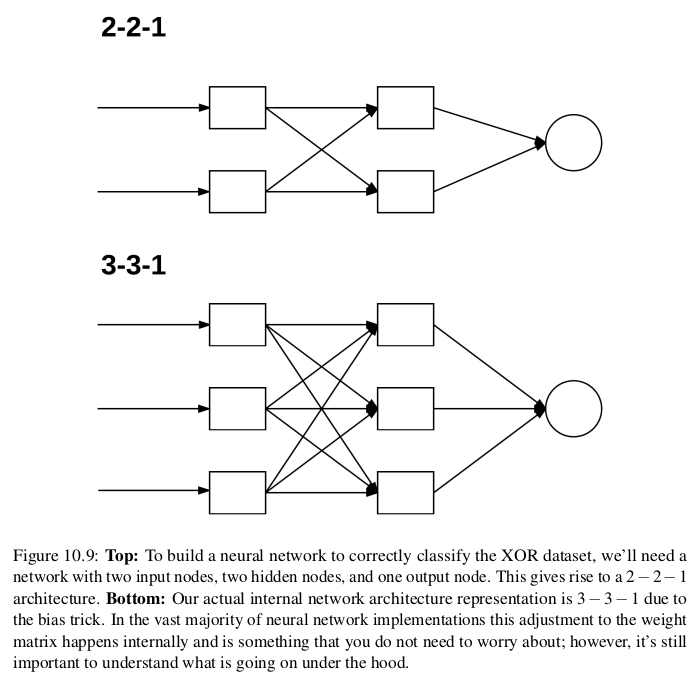 2-2-1
3-3-1
Figure 10.9: Top: To build a neural network to correctly classify the XOR dataset, we'll need a
network with two input nodes, two hidden nodes, and one output node. This gives rise to a 2 − 2 − 1
architecture. Bottom: Our actual internal network architecture representation is 3 − 3 − 1 due to
the bias trick. In the vast majority of neural network implementations this adjustment to the weight
matrix happens internally and is something that you do not need to worry about; however, it's still
important to understand what is going on under the hood.